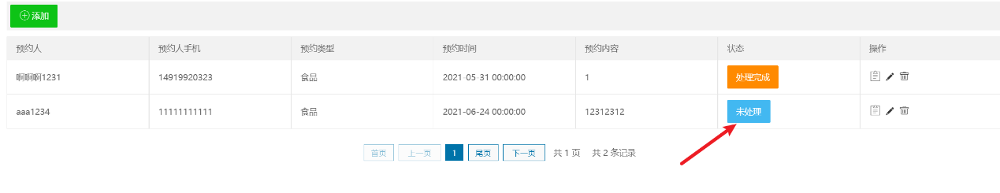 添加
预约人 预约人手机 预约类型 预约时间 预约内容 状态 操作
啊啊啊1231 14919920323 食品 2021-05-31 00:00:00 1 处理完成
aaa1234 11111111111 食品 2021-06-24 00:00:00 12312312 未处理
首页 上一页 1 尾页 下一页 共 1 页 共 2 条记录